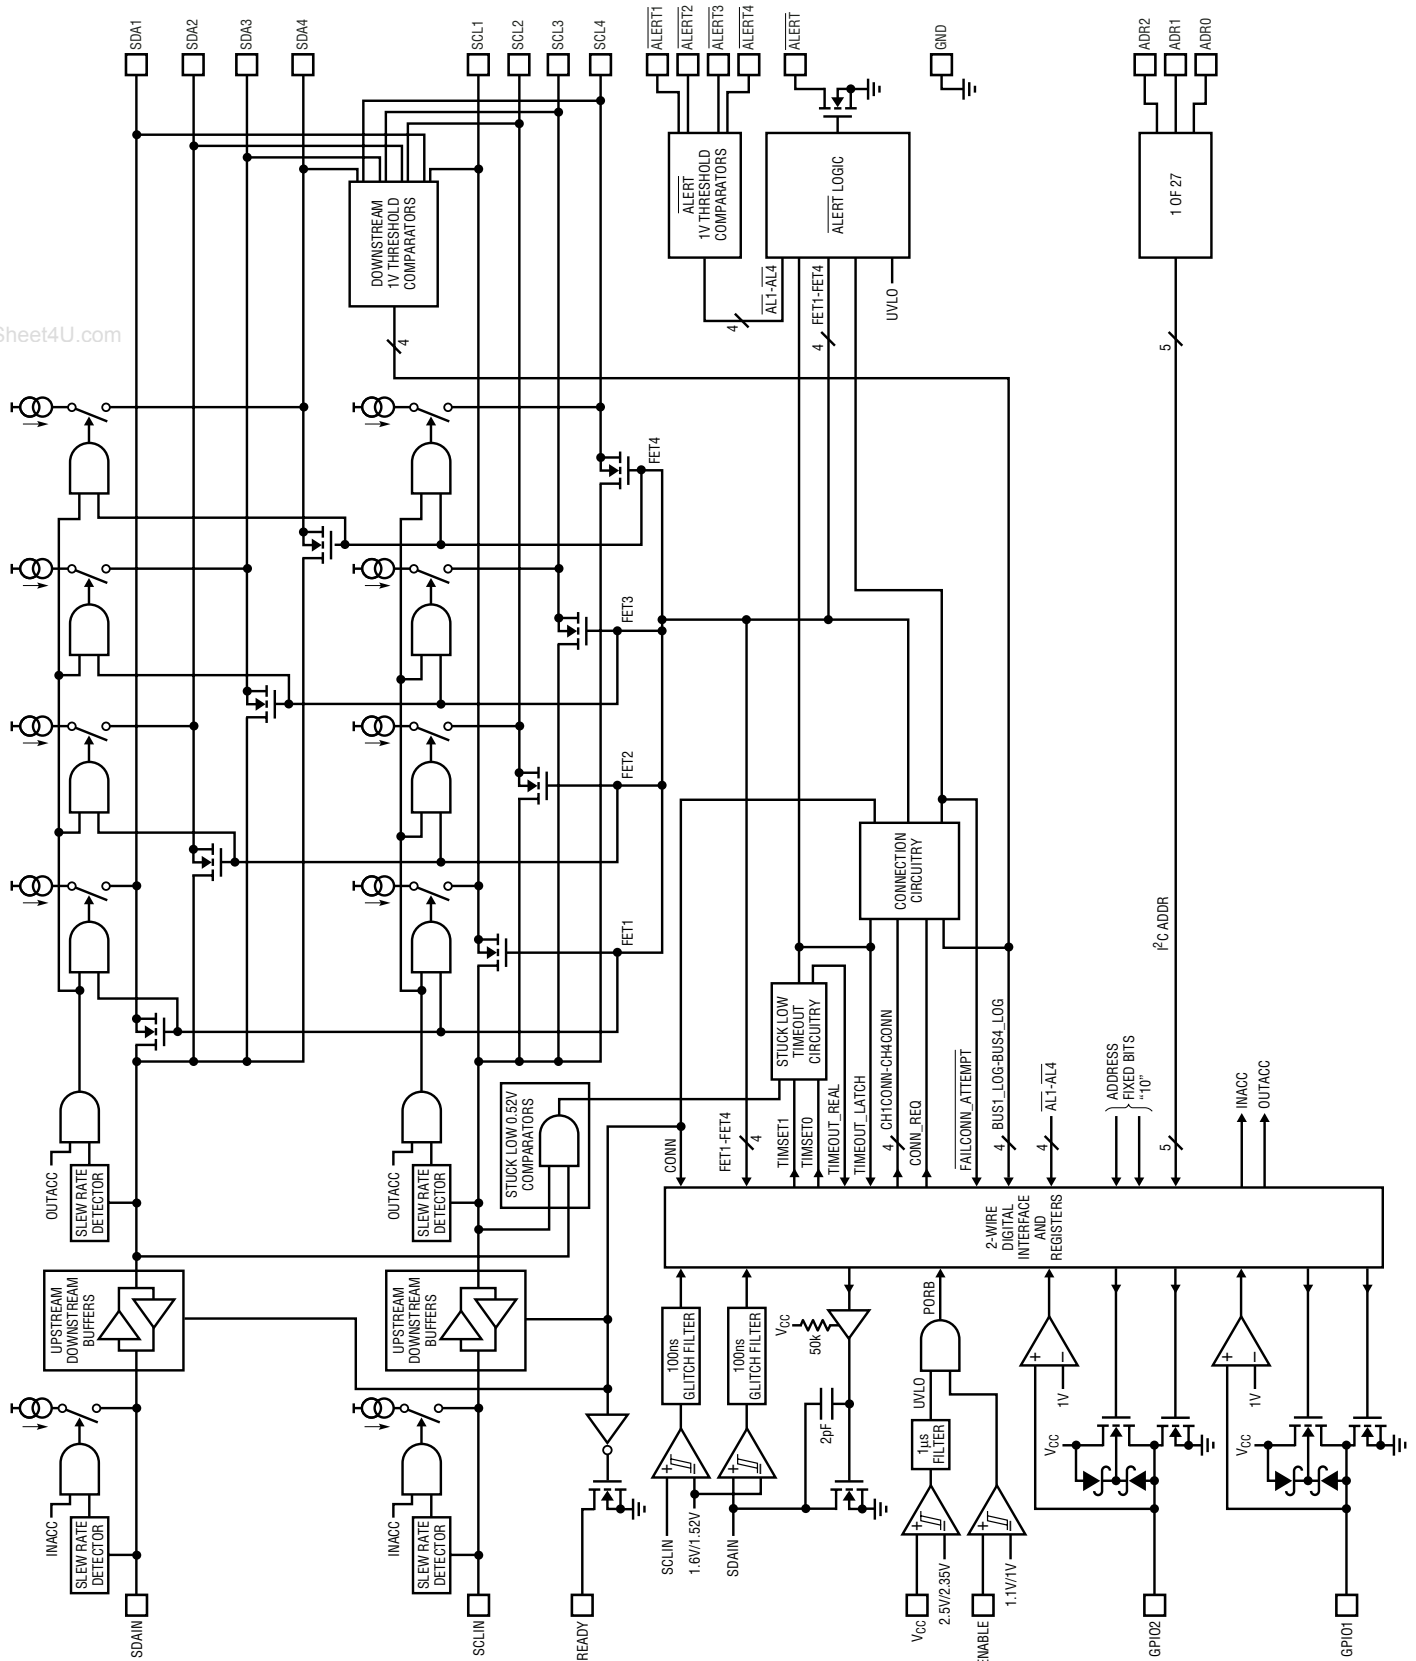 SDA1
SDA2
SDA3
SDA4
SCL1
SCL2
SCL3
SCL4
ALERT1
ALERT2
ALERT3
ALERT4
ALERT
GND
ADR2
ADR1
ADR0
DOWNSTREAM
1V THRESHOLD
COMPARATORS
4
ALERT
1V THRESHOLD
COMPARATORS
4
AL1-AL4
ALERT LOGIC
4
FET1-FET4
UVLO
1 OF 27
5
Sheet4U.com
FET4
FET3
FET2
FET1
CONNECTION
CIRCUITRY
I2C ADDR
STUCK LOW
TIMEOUT
CIRCUITRY
OUTACC
SLEW RATE
DETECTOR
OUTACC
SLEW RATE
DETECTOR
STUCK LOW 0.52V
COMPARATORS
CONN
FET1-FET4
4
TIMSET1
TIMSET0
TIMEOUT_REAL
TIMEOUT_LATCH
CH1CONN-CH4CONN
4
CONN_REQ
FAILCONN_ATTEMPT
BUS1_LOG-BUS4_LOG
4
AL1-AL4
4
ADDRESS
FIXED BITS
“10”
5
INACC
OUTACC
2-WIRE
DIGITAL
INTERFACE
AND
REGISTERS
UPSTREAM
DOWNSTREAM
BUFFERS
UPSTREAM
DOWNSTREAM
BUFFERS
100ns
GLITCH FILTER
100ns
GLITCH FILTER
VCC
50k
2pF
PORB
UVLO
1µs
FILTER
1V
VCC
1V
VCC
INACC
SLEW RATE
DETECTOR
INACC
SLEW RATE
DETECTOR
SCLIN
1.6V/1.52V
SDAIN
2.5V/2.35V
1.1V/1V
SDAIN
SCLIN
READY
VCC
ENABLE
GPIO2
GPIO1